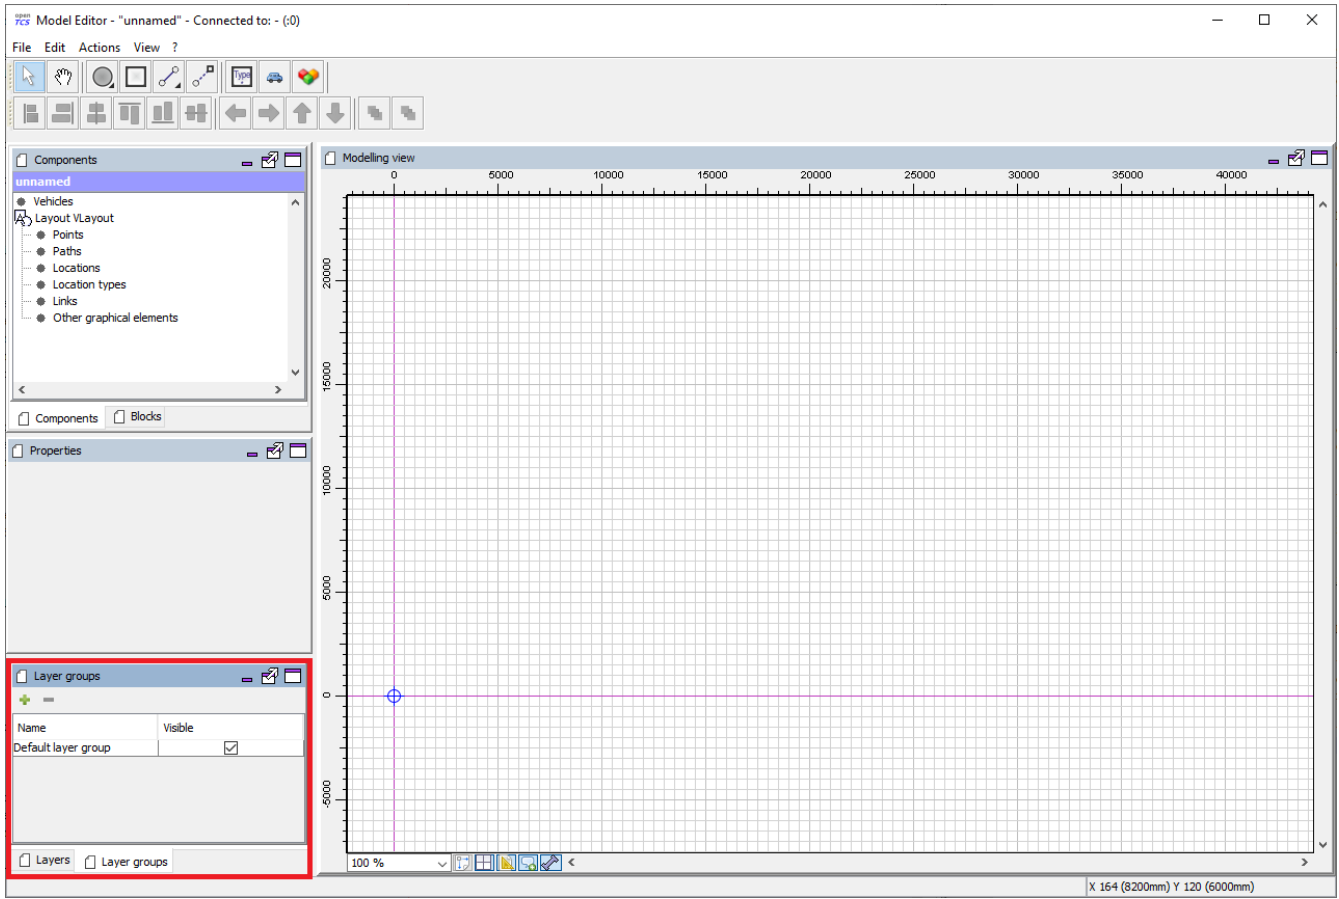 open
TCS Model Editor - "unnamed" - Connected to: - (:0)
File Edit Actions View ?
Type
Components
unnamed
Vehicles
Layout VLayout
Points
Paths
Locations
Location types
Links
Other graphical elements
Components Blocks
Properties
Layer groups
Name Visible
Default layer group
Layers Layer groups
Modelling view
0 5000 10000 15000 20000 25000 30000 35000 40000
20000
15000
10000
5000
0
-5000
100 %
X 164 (8200mm) Y 120 (6000mm)